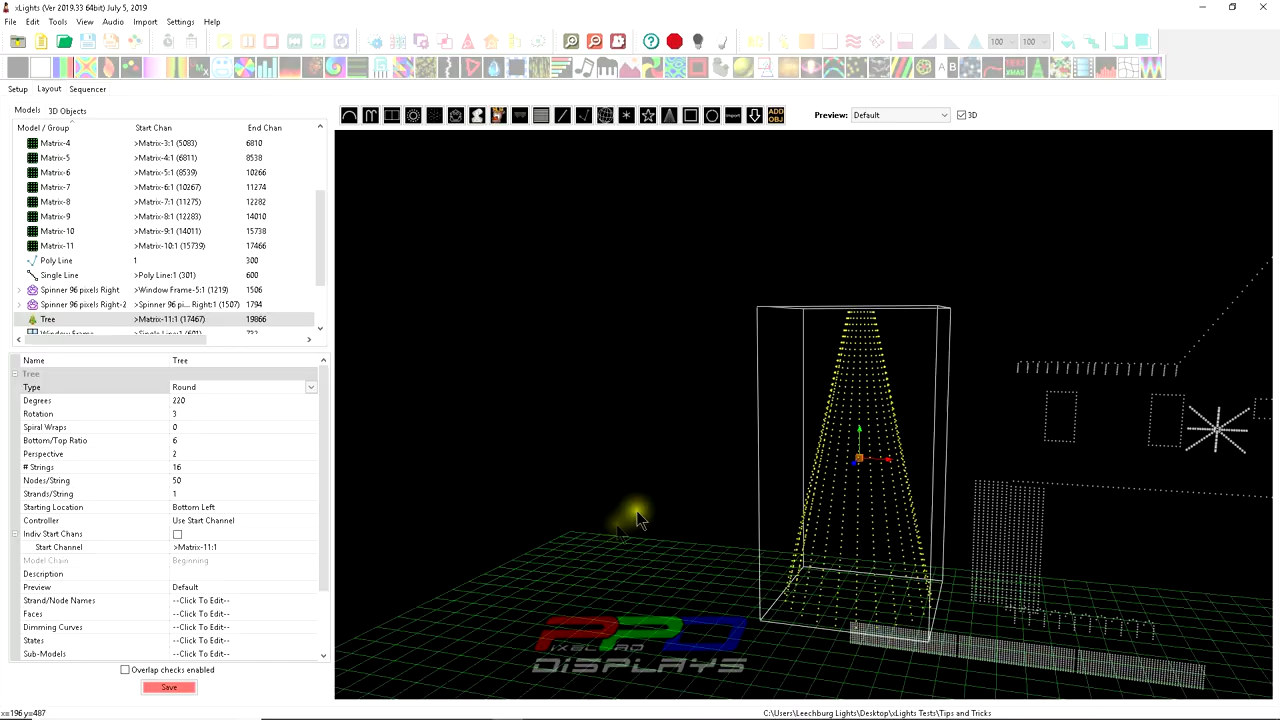 xLights (Ver 2019.33 64bit) July 5, 2019
File Edit Tools View Audio Import Settings Help
100 100
Setup Layout Sequencer
Models 3D Objects
Preview: Default 3D
Model / Group Start Chan End Chan
Matrix-4 >Matrix-3:1 (5083) 6810
Matrix-5 >Matrix-4:1 (6811) 8538
Matrix-6 >Matrix-5:1 (8539) 10266
Matrix-7 >Matrix-6:1 (10267) 11274
Matrix-8 >Matrix-7:1 (11275) 12282
Matrix-9 >Matrix-8:1 (12283) 14010
Matrix-10 >Matrix-9:1 (14011) 15738
Matrix-11 >Matrix-10:1 (15739) 17466
Poly Line 1 300
Single Line >Poly Line:1 (301) 600
Spinner 96 pixels Right >Window Frame-5:1 (1219) 1506
Spinner 96 pixels Right-2 >Spinner 96 pi... Right:1 (1507) 1794
Tree >Matrix-11:1 (17467) 19866
Window Frame >Single Line:1 (601) 732
Name Tree
Tree
Type Round
Degrees 220
Rotation 3
Spiral Wraps 0
Bottom/Top Ratio 6
Perspective 2
# Strings 16
Nodes/String 50
Strands/String 1
Starting Location Bottom Left
Controller Use Start Channel
Indiv Start Chans
Start Channel >Matrix-11:1
Model Chain Beginning
Description
Preview Default
Strand/Node Names --Click To Edit--
Faces --Click To Edit--
Dimming Curves --Click To Edit--
States --Click To Edit--
Sub-Models --Click To Edit--
Overlap checks enabled
Save
PPD
PIXEL PRO
DISPLAYS
x=196 y=487 C:\Users\Leechburg Lights\Desktop\xLights Tests\Tips and Tricks